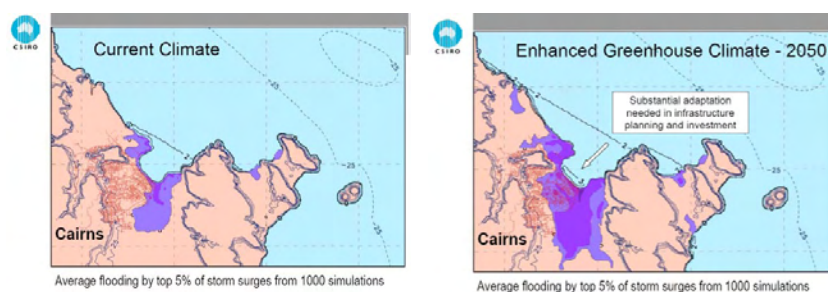 CSIRO
Current Climate
Cairns
-25
Average flooding by top 5% of storm surges from 1000 simulations
CSIRO
Enhanced Greenhouse Climate - 2050
Substantial adaptation
needed in infrastructure
planning and investment
-25
Cairns
Average flooding by top 5% of storm surges from 1000 simulations